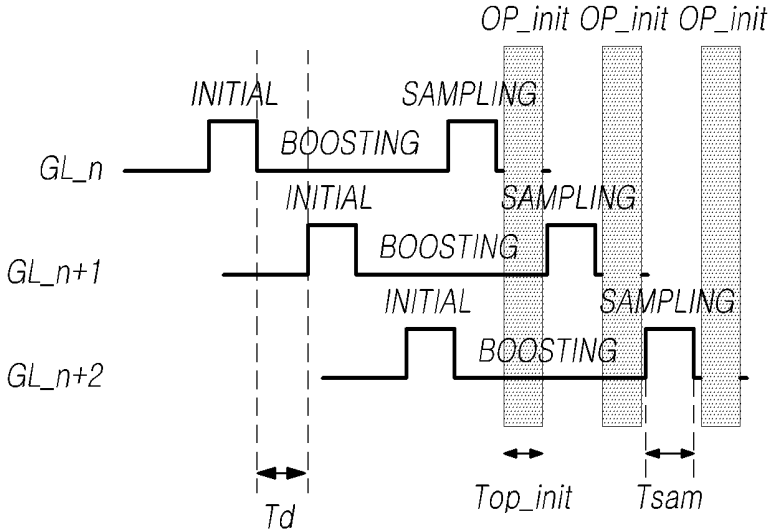 OP_init OP_init OP_init
INITIAL SAMPLING
GL_n BOOSTING
INITIAL SAMPLING
GL_n+1 BOOSTING
INITIAL SAMPLING
GL_n+2 BOOSTING
Td Top_init Tsam